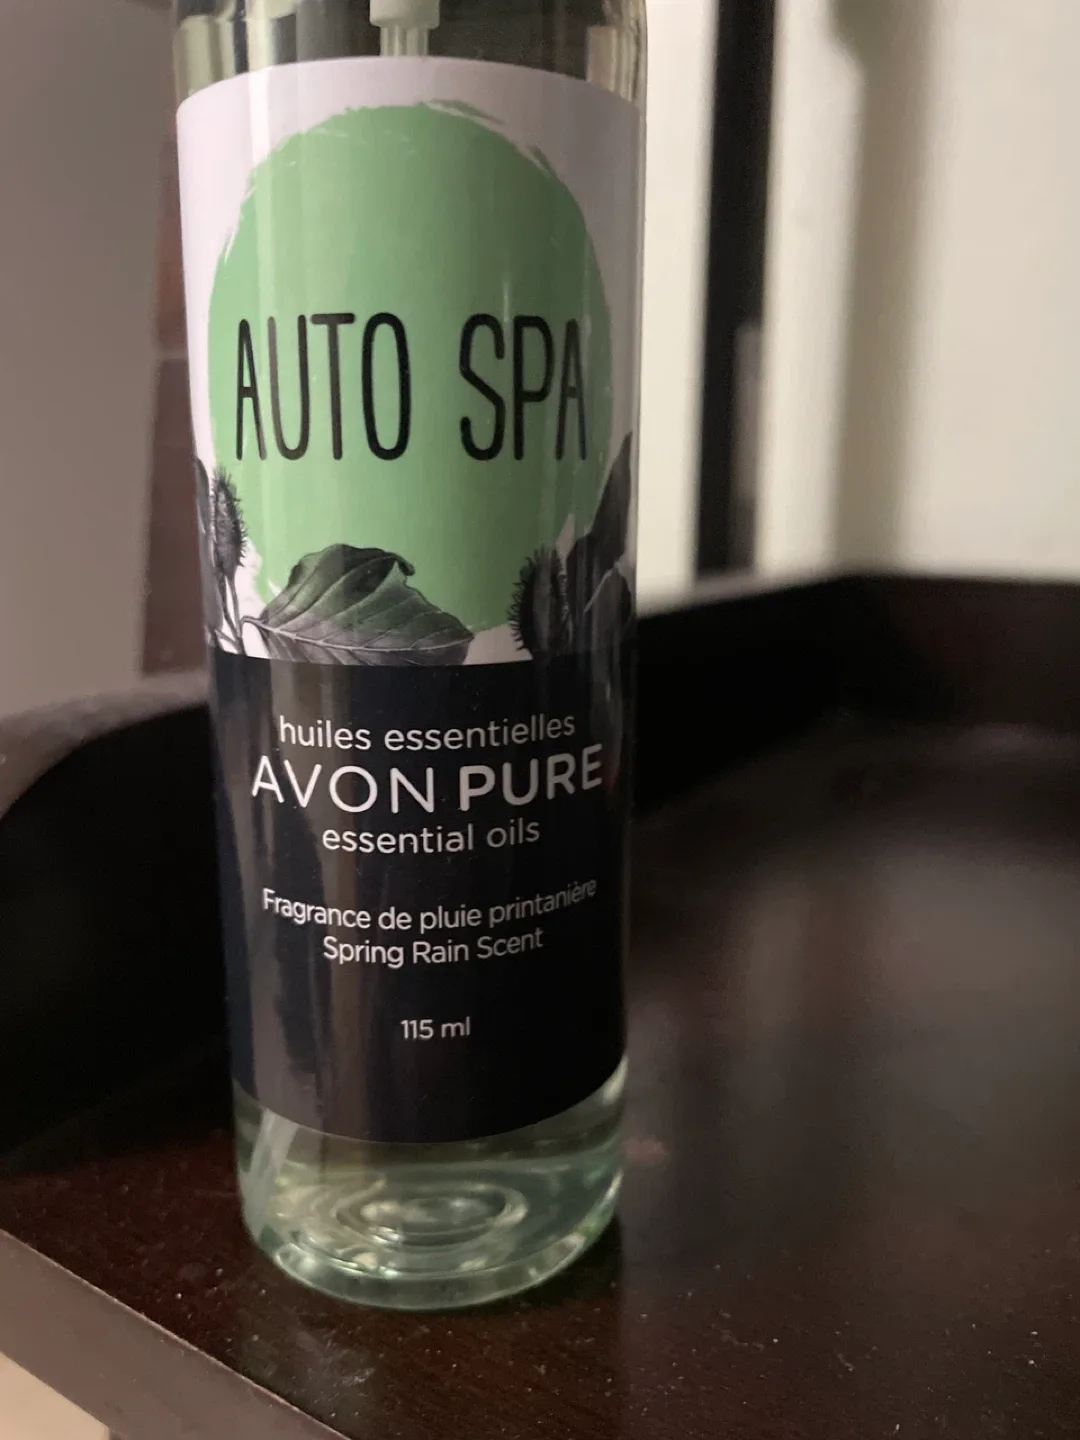 AUTO SPA
huiles essentielles
AVON PURE
essential oils
Fragrance de pluie printanière
Spring Rain Scent
115 ml